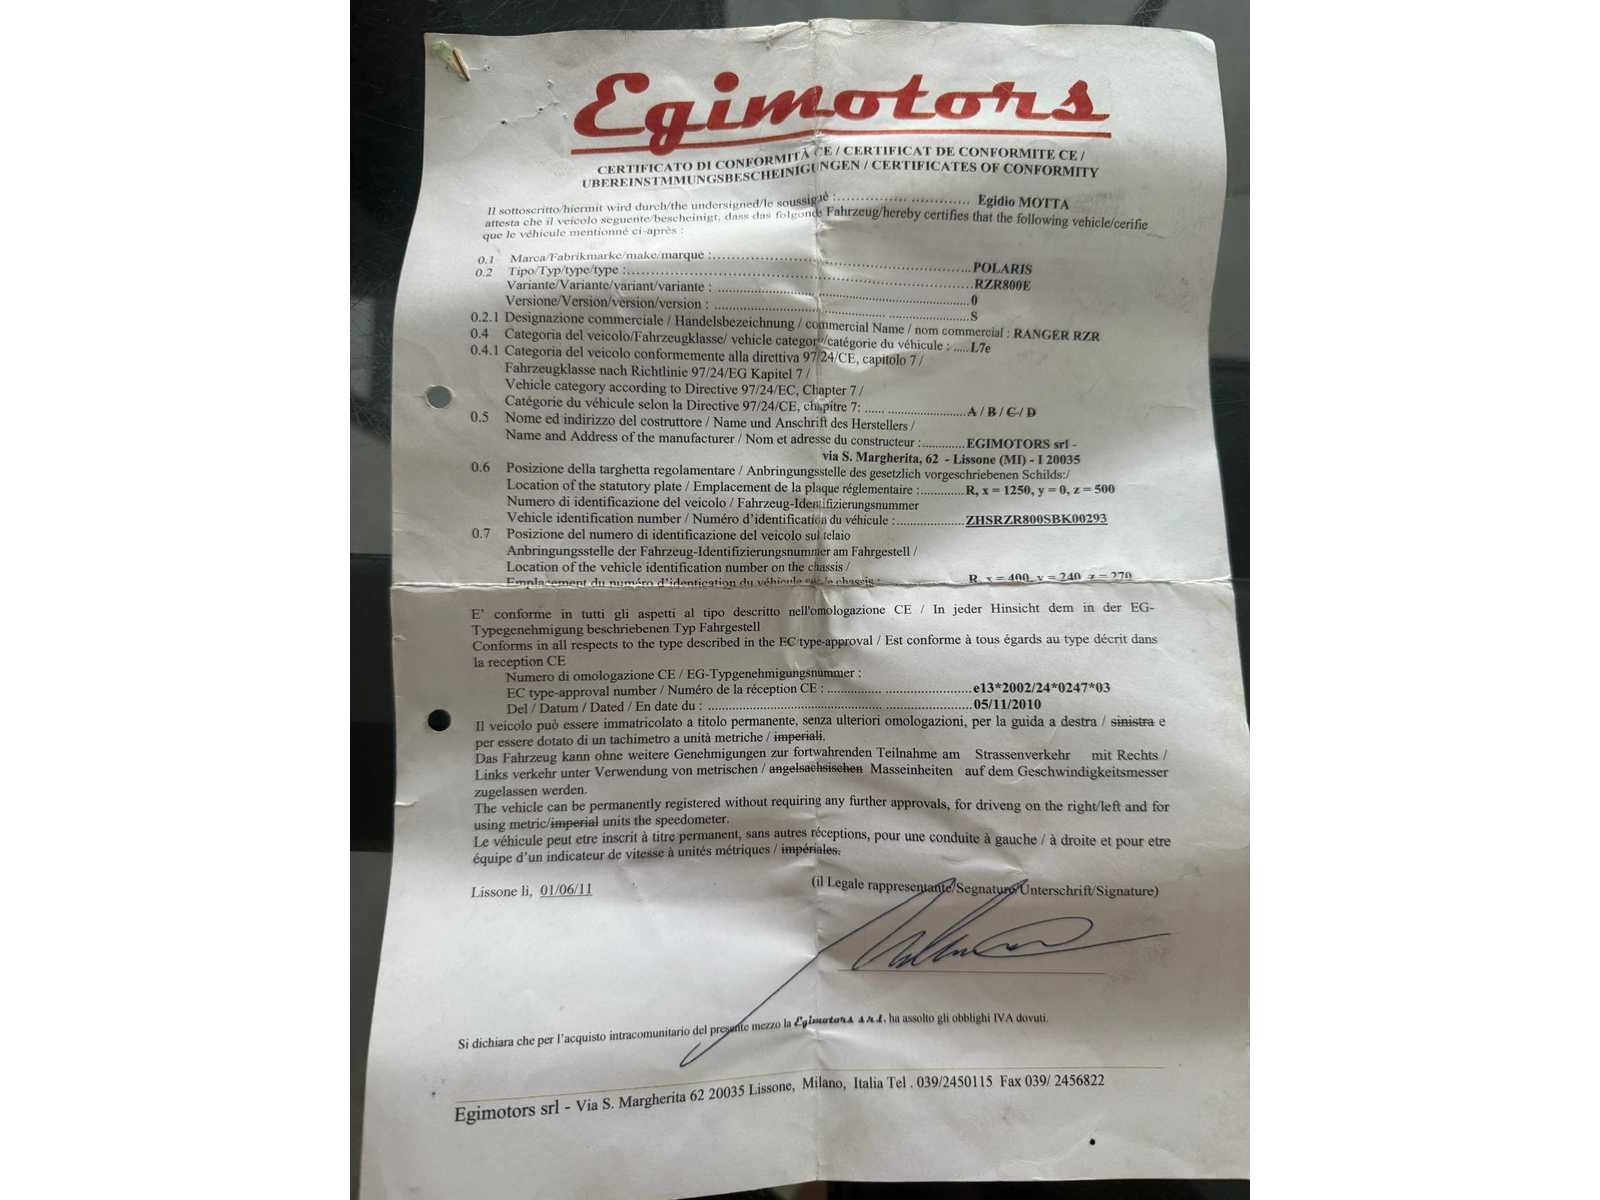 Egimotors
CERTIFICATO DI CONFORMITÀ CE / CERTIFICAT DE CONFORMITE CE /
UBEREINSTMMUNGSBESCHEINIGUNGEN / CERTIFICATES OF CONFORMITY
Il sottoscritto/hiermit wird durch/the undersigned/le soussigué :..................... ................ Egidio MOTTA
attesta che il veicolo seguente/bescheinigt, dass das folgonde Fahrzeug/hereby certifies that the following vehicle/cerifie
que le véhicule mentionné ci-après :
0.1 Marca/Fabrikmarke/make/marque :..............................................................POLARIS
0.2 Tipo/Typ/type/type :....................................................................................RZR800E
Variante/Variante/variant/variante : ..................................................................0
Versione/Version/version/version : .......................................... ......................S
0.2.1 Designazione commerciale / Handelsbezeichnung / commercial Name / nom commercial : RANGER RZR
0.4 Categoria del veicolo/Fahrzeugklasse/ vehicle category/catégorie du véhicule : .....L7e
0.4.1 Categoria del veicolo conformemente alla direttiva 97/24/CE, capitolo 7 /
Fahrzeugklasse nach Richtlinie 97/24/EG Kapitel 7 /
Vehicle category according to Directive 97/24/EC, Chapter 7 /
Catégorie du véhicule selon la Directive 97/24/CE, chapitre 7: ...... .....................A / B / C / D
0.5 Nome ed indirizzo del costruttore / Name und Anschrift des Herstellers /
Name and Address of the manufacturer / Nom et adresse du constructeur :............EGIMOTORS srl -
via S. Margherita, 62 - Lissone (MI) - I 20035
0.6 Posizione della targhetta regolamentare / Anbringungsstelle des gesetzlich vorgeschriebenen Schilds:/
Location of the statutory plate / Emplacement de la plaque réglementaire :............R, x = 1250, y = 0, z = 500
Numero di identificazione del veicolo / Fahrzeug-Identifizierungsnummer
Vehicle identification number / Numéro d'identification du véhicule :...................ZHSRZR800SBK00293
0.7 Posizione del numero di identificazione del veicolo sul telaio
Anbringungsstelle der Fahrzeug-Identifizierungsnummer am Fahrgestell /
Location of the vehicle identification number on the chassis /
Emplacement du numéro d'identication du véhicule sur le chassis : R, x = 400, y = 240, z = 270
E' conforme in tutti gli aspetti al tipo descritto nell'omologazione CE / In jeder Hinsicht dem in der EG-
Typegenehmigung beschriebenen Typ Fahrgestell
Conforms in all respects to the type described in the EC type-approval / Est conforme à tous égards au type décrit dans
la reception CE
Numero di omologazione CE / EG-Typgenehmigungsnummer :
EC type-approval number / Numéro de la réception CE : ............... .......................e13*2002/24*0247*03
Del / Datum / Dated / En date du : .................................................. .......................05/11/2010
Il veicolo può essere immatricolato a titolo permanente, senza ulteriori omologazioni, per la guida a destra / sinistra e
per essere dotato di un tachimetro a unità metriche / imperiali.
Das Fahrzeug kann ohne weitere Genehmigungen zur fortwahrenden Teilnahme am Strassenverkehr mit Rechts /
Links verkehr unter Verwendung von metrischen / angelsachsischen Masseinheiten auf dem Geschwindigkeitsmesser
zugelassen werden.
The vehicle can be permanently registered without requiring any further approvals, for driveng on the right/left and for
using metric/imperial units the speedometer.
Le véhicule peut etre inscrit à titre permanent, sans autres réceptions, pour une conduite à gauche / à droite et pour etre
équipe d'un indicateur de vitesse à unités métriques / impériales.
Lissone lì, 01/06/11
(il Legale rappresentante/Segnature/Unterschrift/Signature)
Si dichiara che per l'acquisto intracomunitario del presente mezzo la Egimotors s.r.l. ha assolto gli obblighi IVA dovuti.
Egimotors srl - Via S. Margherita 62 20035 Lissone, Milano, Italia Tel . 039/2450115 Fax 039/ 2456822